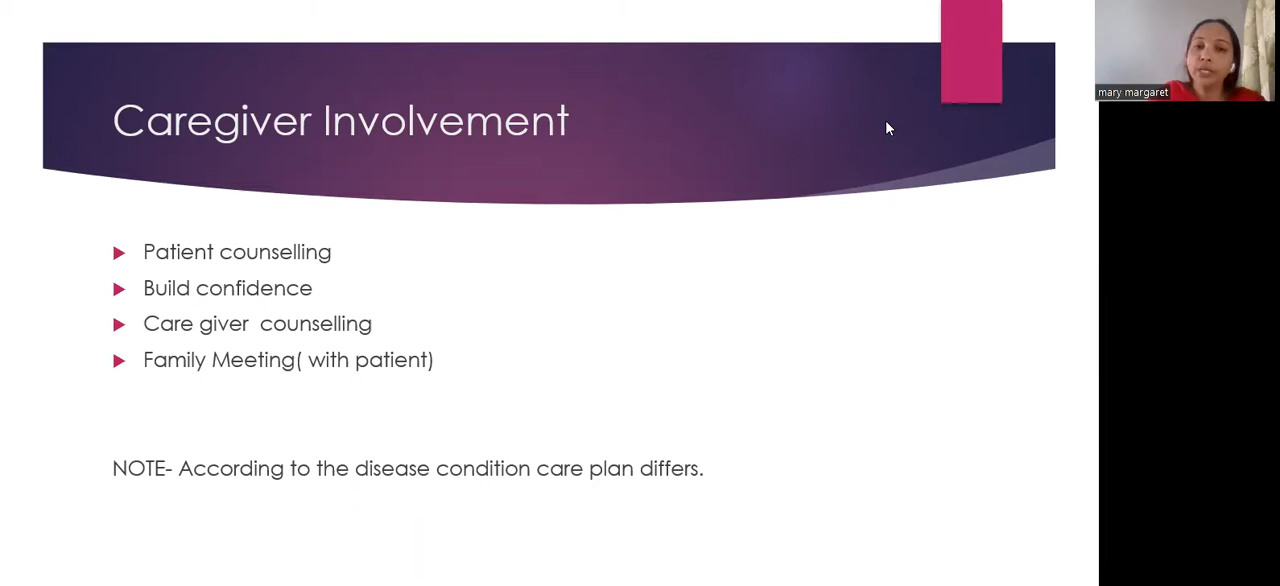 Caregiver Involvement
mary margaret
Patient counselling
Build confidence
Care giver  counselling
Family Meeting( with patient)
NOTE- According to the disease condition care plan differs.